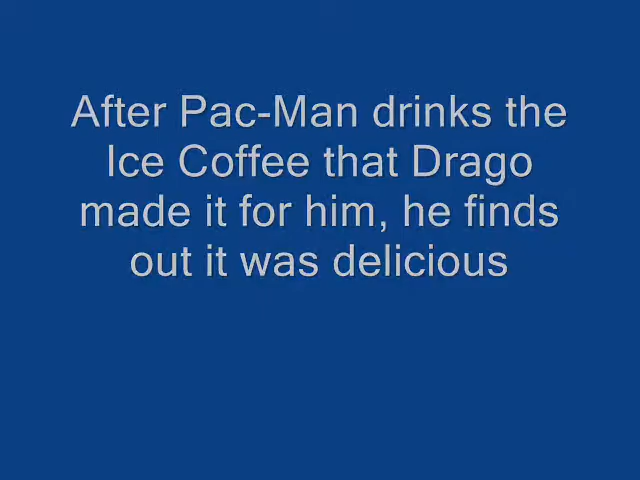 After Pac-Man drinks the
Ice Coffee that Drago
made it for him, he finds
out it was delicious